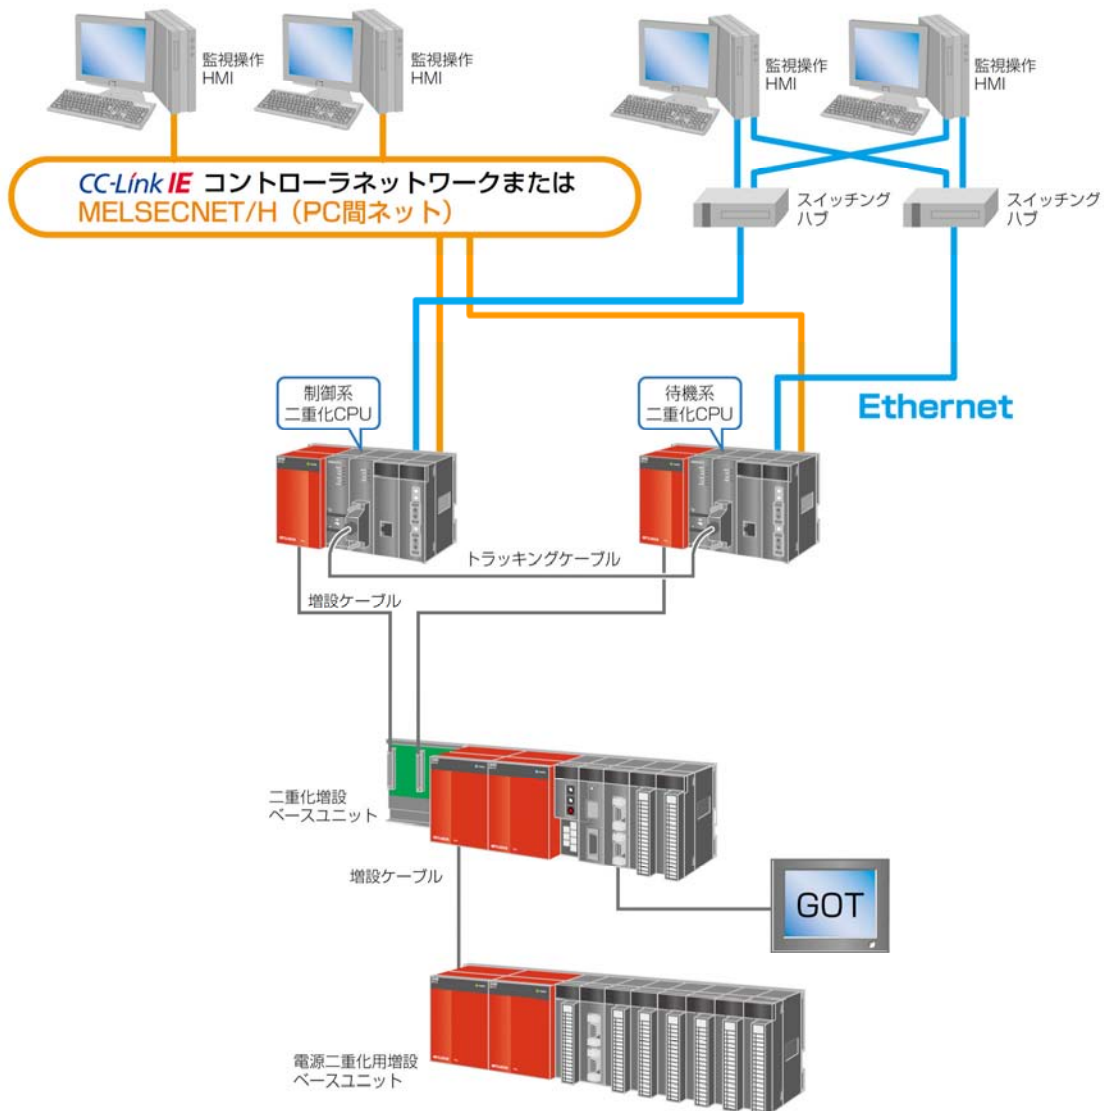 監視操作
HMI
監視操作
HMI
監視操作
HMI
監視操作
HMI
CC-Link IE コントローラネットワークまたは
MELSECNET/H（PC間ネット）
スイッチング
ハブ
スイッチング
ハブ
制御系
二重化CPU
待機系
二重化CPU
Ethernet
トラッキングケーブル
増設ケーブル
二重化増設
ベースユニット
増設ケーブル
GOT
電源二重化用増設
ベースユニット